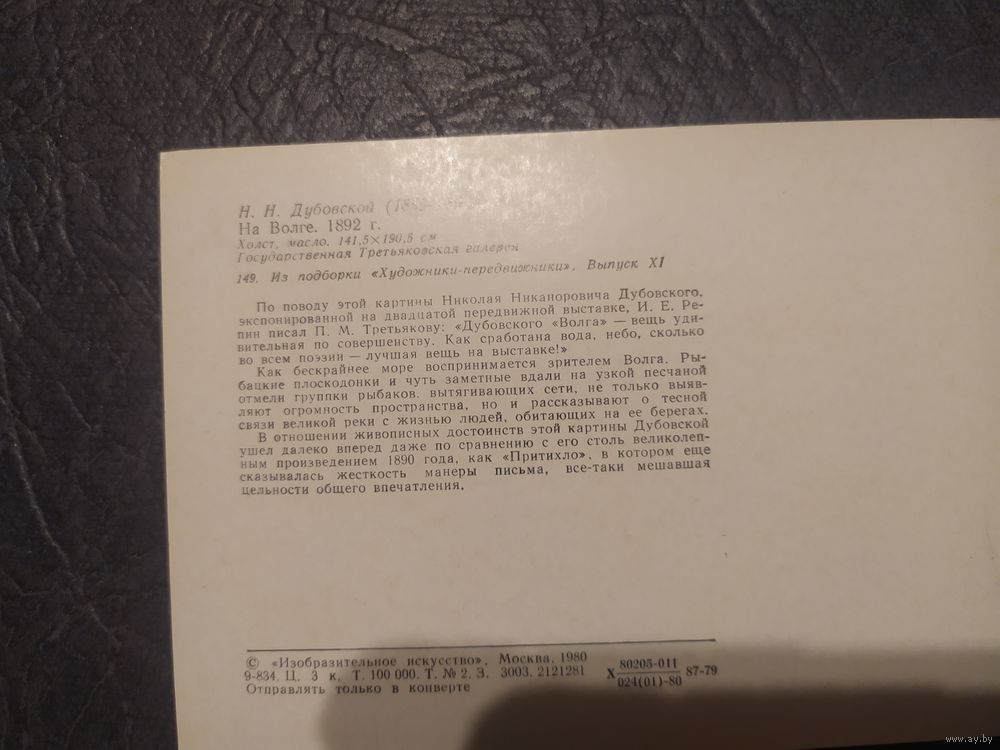 Н. Н. Дубовской
На Волге. 1892 г.
Холст, масло. 141,5×190,5 см
Государственная Третьяковская галерея
149. Из подборки «Художники-передвижники». Выпуск XI
По поводу этой картины Николая Никаноровича Дубовского,
экспонированной на двадцатой передвижной выставке, И. Е. Ре-
пин писал П. М. Третьякову: «Дубовского «Волга» — вещь уди-
вительная по совершенству. Как сработана вода, небо, сколько
во всем поэзии — лучшая вещь на выставке!»
Как бескрайнее море воспринимается зрителем Волга. Ры-
бацкие плоскодонки и чуть заметные вдали на узкой песчаной
отмели группки рыбаков, вытягивающих сети, не только выяв-
ляют огромность пространства, но и рассказывают о тесной
связи великой реки с жизнью людей, обитающих на ее берегах.
В отношении живописных достоинств этой картины Дубовской
ушел далеко вперед даже по сравнению с его столь великолеп-
ным произведением 1890 года, как «Притихло», в котором еще
сказывалась жесткость манеры письма, все-таки мешавшая
цельности общего впечатления.
© «Изобразительное искусство». Москва. 1980
9-834. Ц. 3 к. Т. 100 000. Т. № 2. З. 3003. 2121281
Отправлять только в конверте
Х 80205-011 87-79
024(01)-80
www.ay.by